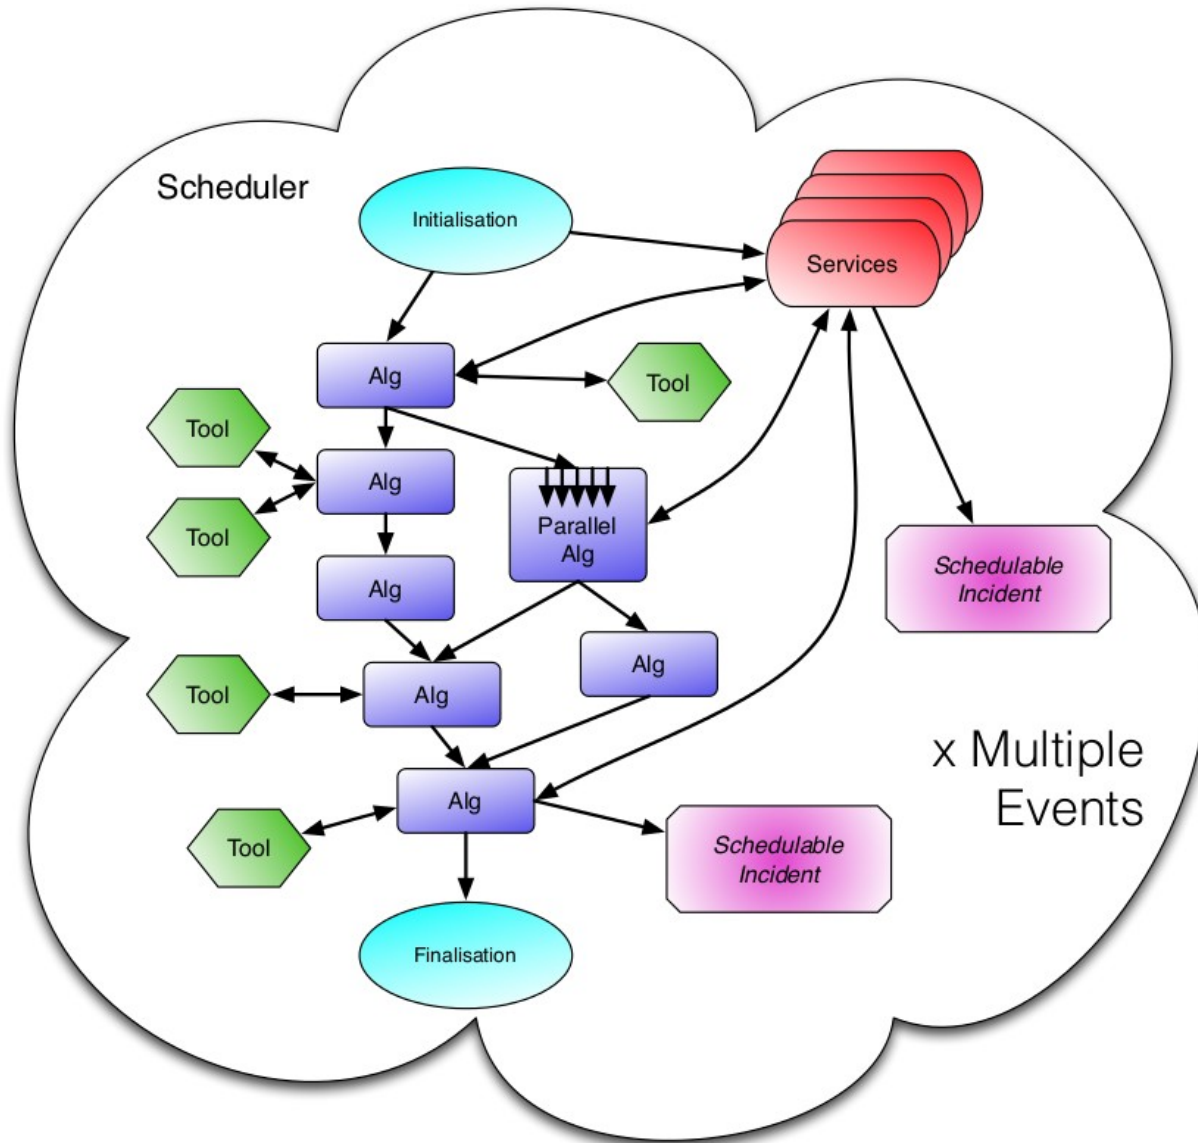 Scheduler
Initialisation
Services
Alg
Tool
Tool
Alg
Tool
Parallel
Alg
Alg
Schedulable
Incident
Alg
Tool
Alg
x Multiple
Events
Alg
Tool
Schedulable
Incident
Finalisation